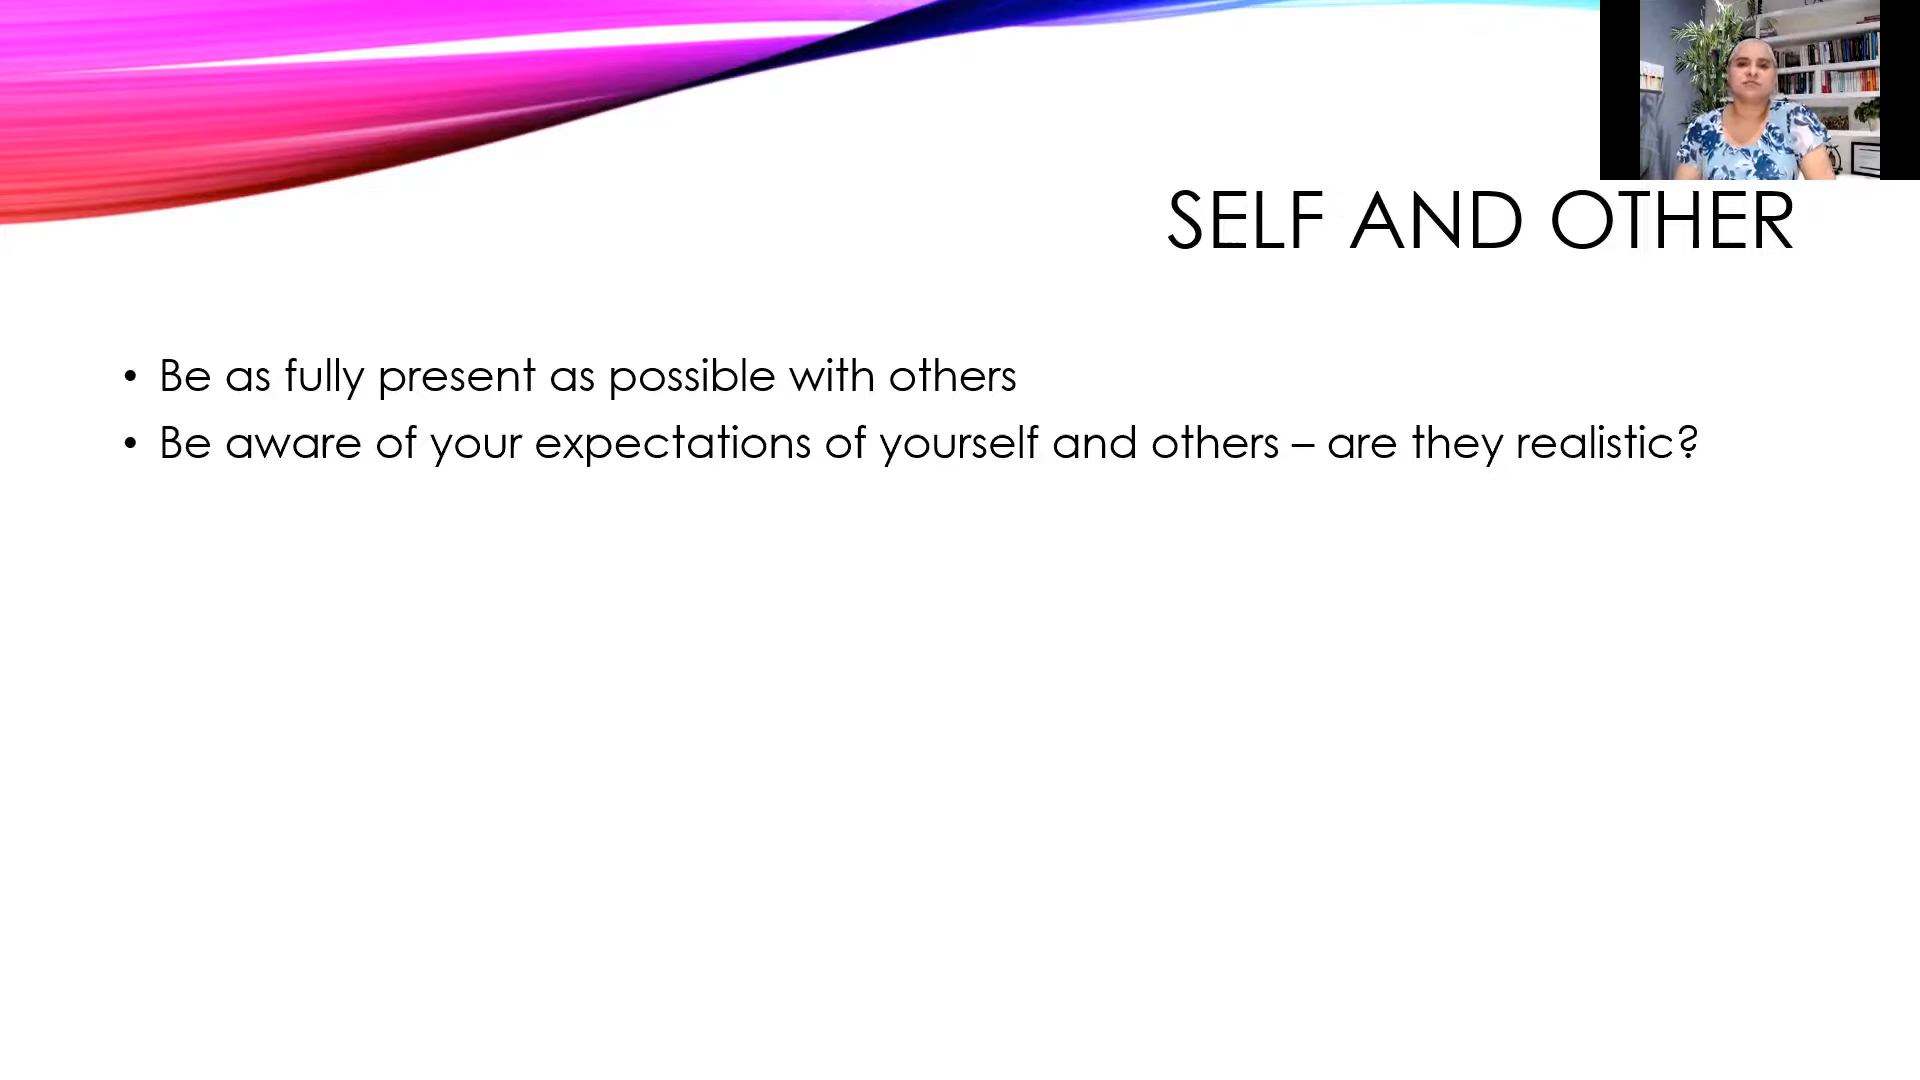 SELF AND OTHER
• Be as fully present as possible with others
• Be aware of your expectations of yourself and others – are they realistic?